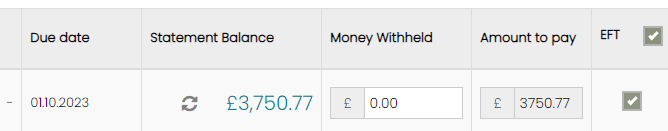 Due date Statement Balance Money Withheld Amount to pay EFT
- 01.10.2023 £3,750.77 £ 0.00 £ 3750.77